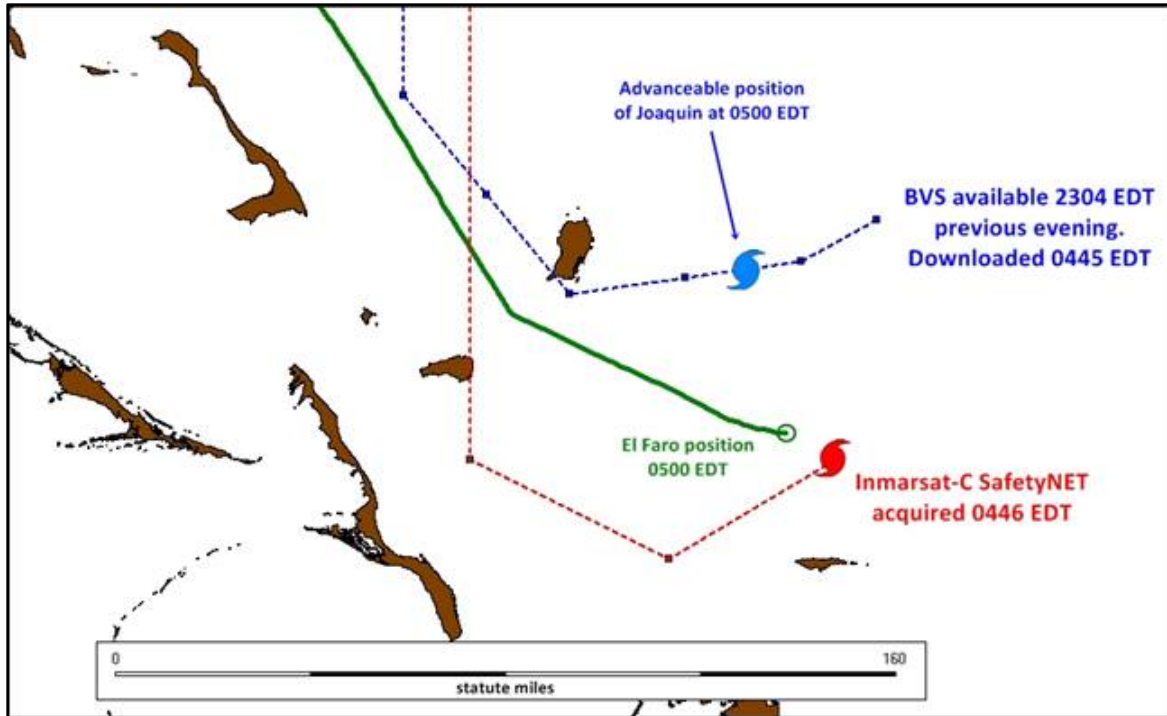 Advanceable position
of Joaquin at 0500 EDT
BVS available 2304 EDT
previous evening.
Downloaded 0445 EDT
El Faro position
0500 EDT
Inmarsat-C SafetyNET
acquired 0446 EDT
0
160
statute miles